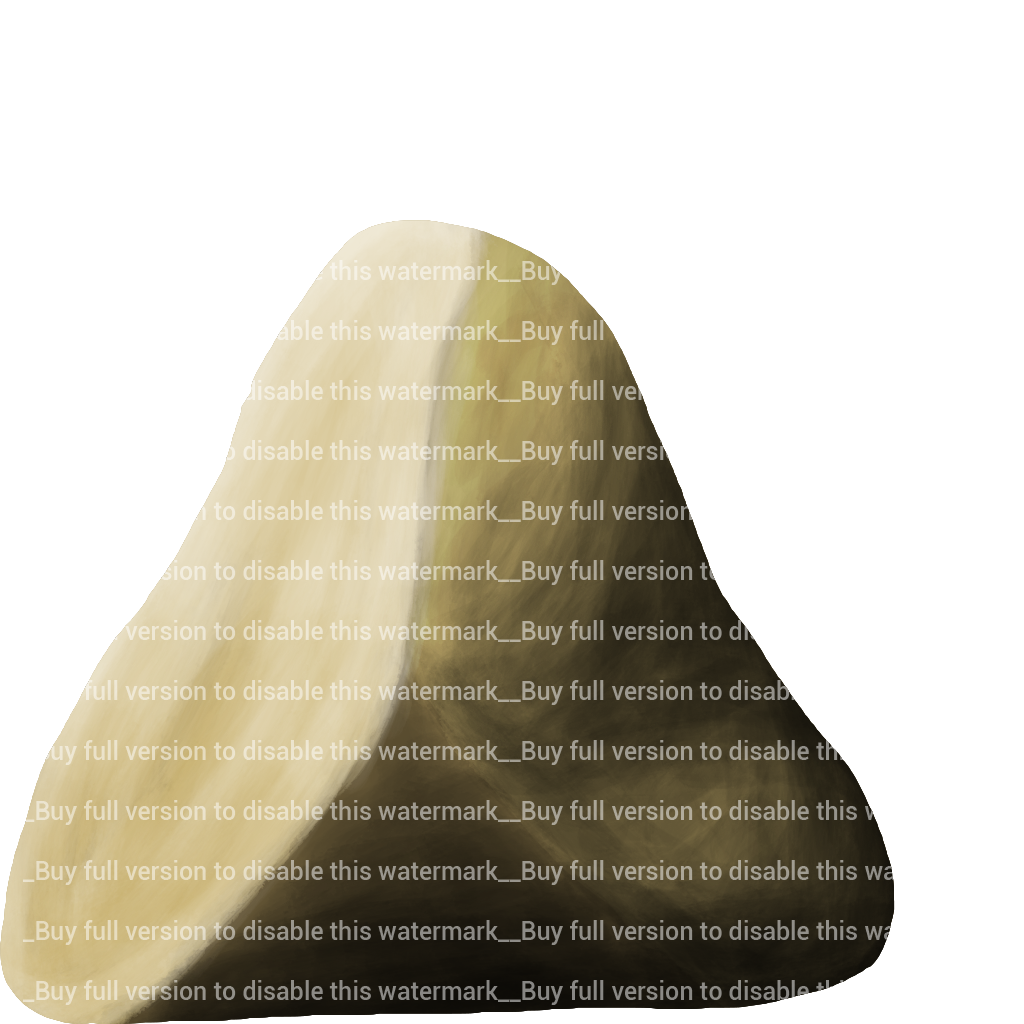 this watermark__Buy
able this watermark__Buy full
disable this watermark__Buy full ver
o disable this watermark__Buy full versi
n to disable this watermark__Buy full version
sion to disable this watermark__Buy full version to
version to disable this watermark__Buy full version to di
full version to disable this watermark__Buy full version to disab
uy full version to disable this watermark__Buy full version to disable th
_Buy full version to disable this watermark__Buy full version to disable this w
_Buy full version to disable this watermark__Buy full version to disable this wa
_Buy full version to disable this watermark__Buy full version to disable this wa
_Buy full version to disable this watermark__Buy full version to disable th